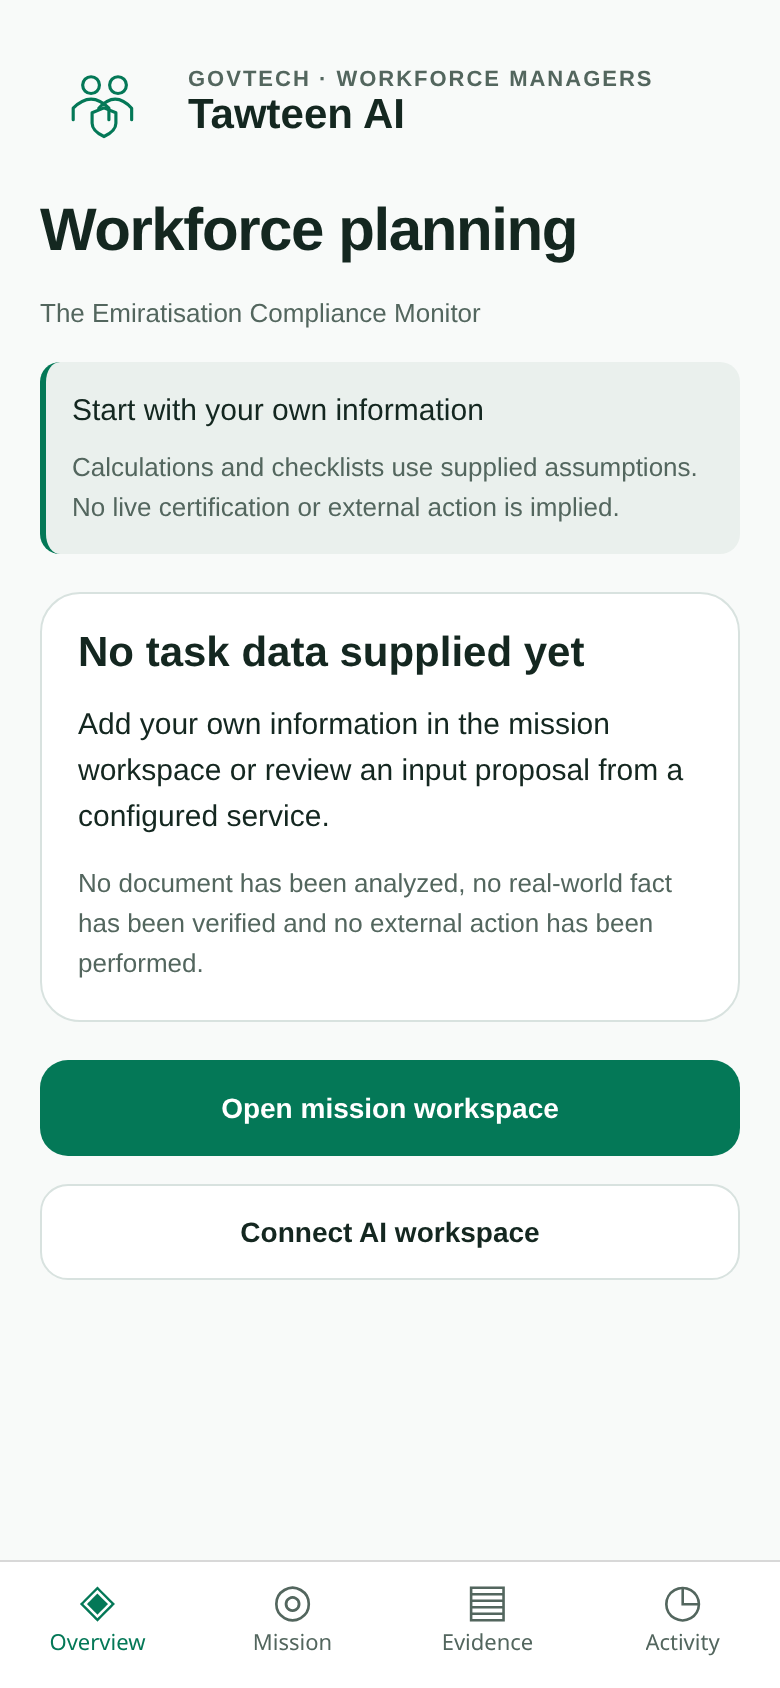 GOVTECH · WORKFORCE MANAGERS
Tawteen AI
Workforce planning
The Emiratisation Compliance Monitor
Start with your own information
Calculations and checklists use supplied assumptions.
No live certification or external action is implied.
No task data supplied yet
Add your own information in the mission
workspace or review an input proposal from a
configured service.
No document has been analyzed, no real-world fact
has been verified and no external action has been
performed.
Open mission workspace
Connect AI workspace
Overview
Mission
Evidence
Activity